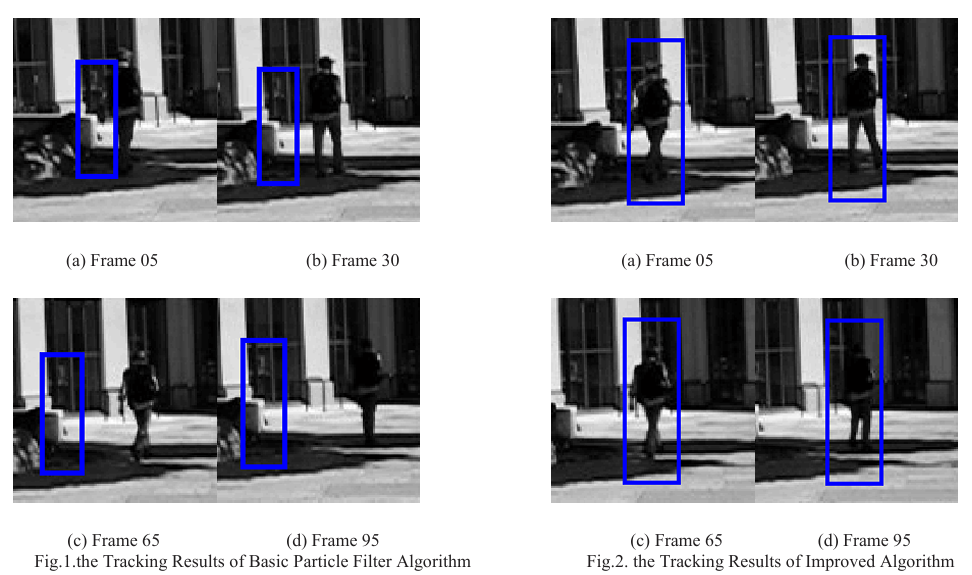 (a) Frame 05
(b) Frame 30
(c) Frame 65
(d) Frame 95
Fig.1.the Tracking Results of Basic Particle Filter Algorithm
(a) Frame 05
(b) Frame 30
(c) Frame 65
(d) Frame 95
Fig.2. the Tracking Results of Improved Algorithm